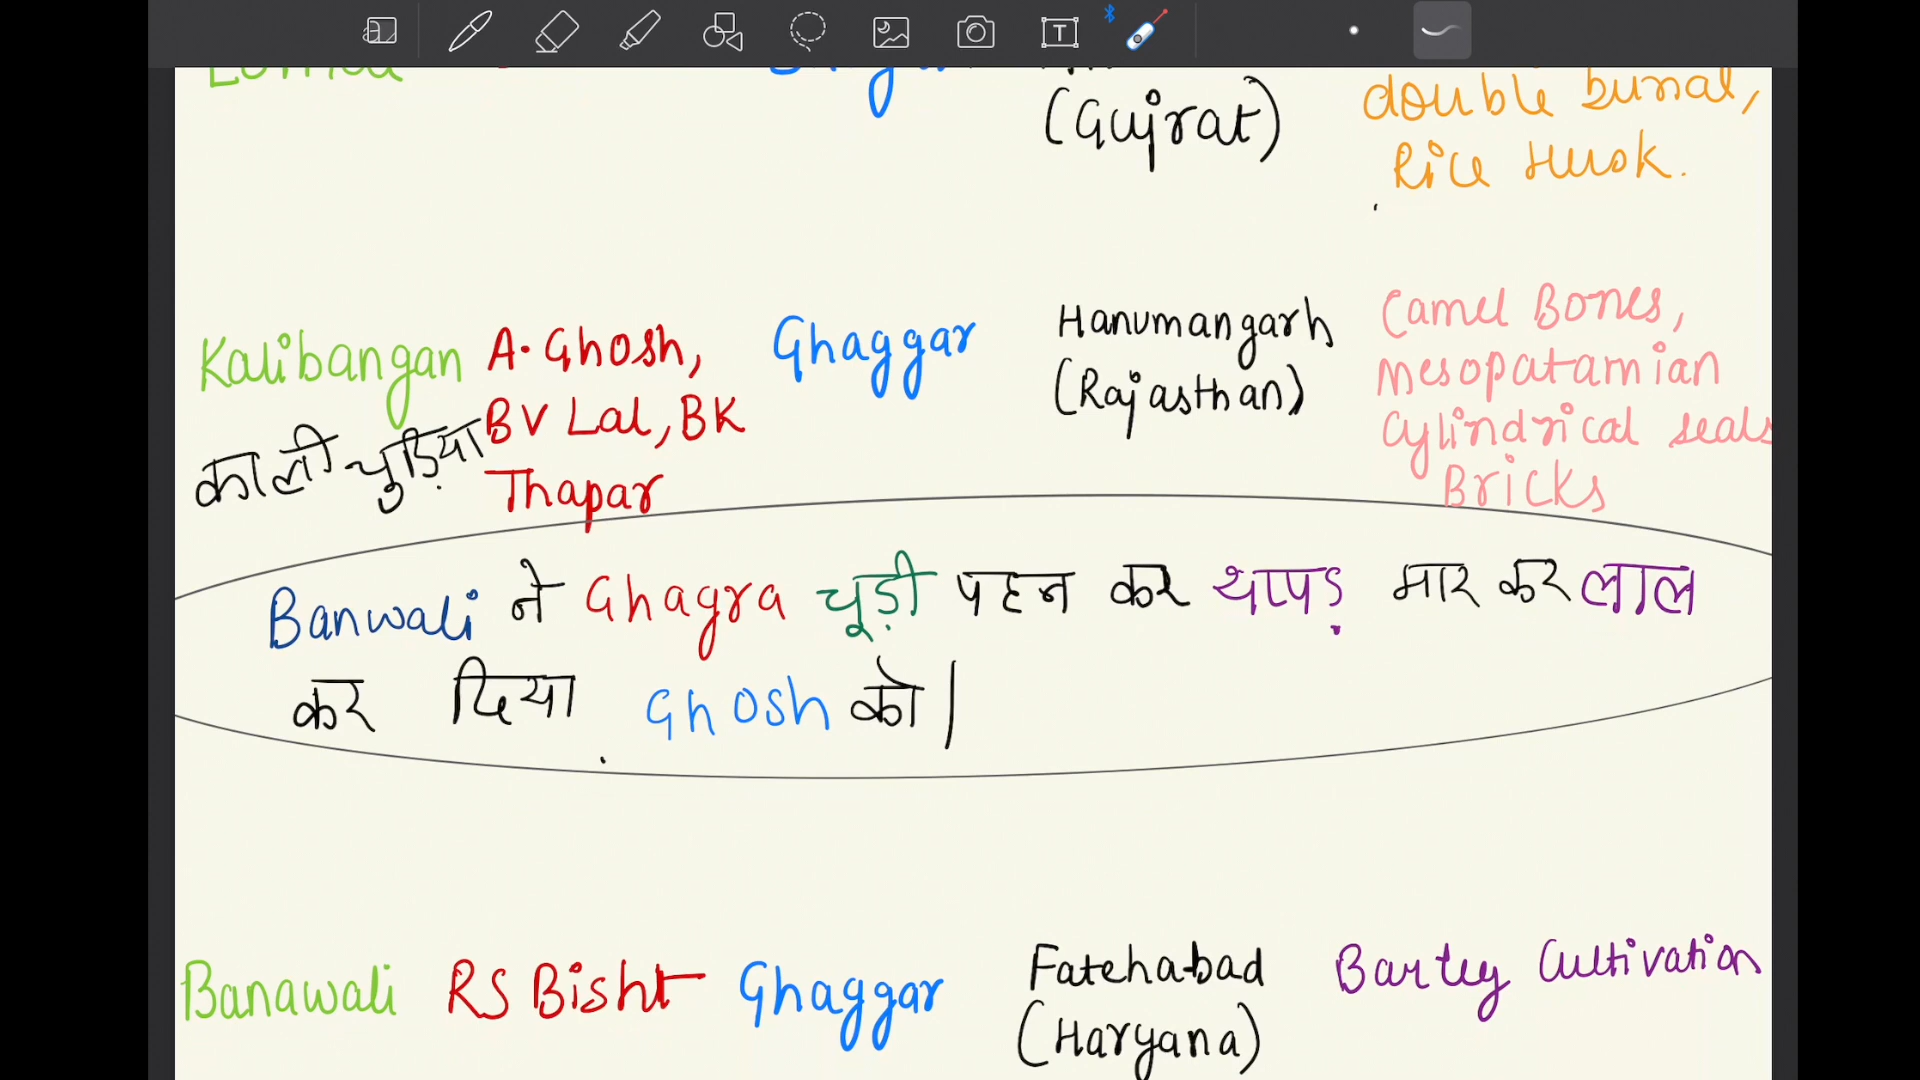 (Gujrat)
double burial,
Rice Husk.
Kalibangan A. Ghosh, Ghaggar Hanumangarh Camel Bones,
BV Lal, BK (Rajasthan) Mesopatamian
काली चुड़िया Thapar Cylindrical seals
Bricks
Banwali ने Ghagra चूड़ी पहन कर थापड़ मार कर लाल
कर दिया Ghosh को |
Banawali RS Bisht Ghaggar Fatehabad Barley Cultivation
(Haryana)